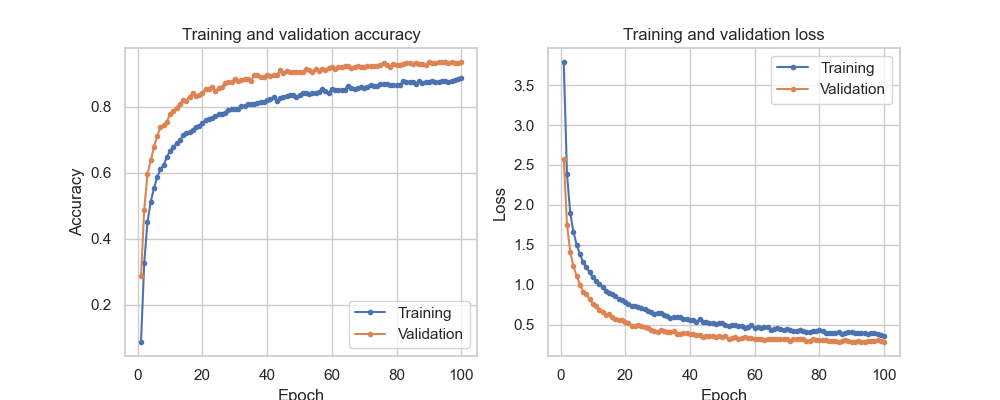 Training and validation accuracy
Accuracy
0.8
0.6
0.4
0.2
0 20 40 60 80 100
Epoch
Training
Validation
Training and validation loss
Loss
3.5
3.0
2.5
2.0
1.5
1.0
0.5
0 20 40 60 80 100
Epoch
Training
Validation